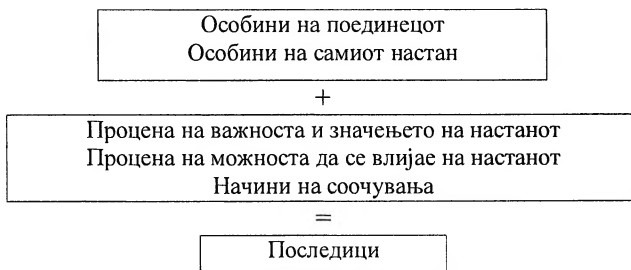 Особини на поединецот
Особини на самиот настан
+
Процена на важноста и значењето на настанот
Процена на можноста да се влијае на настанот
Начини на соочувања
=
Последици